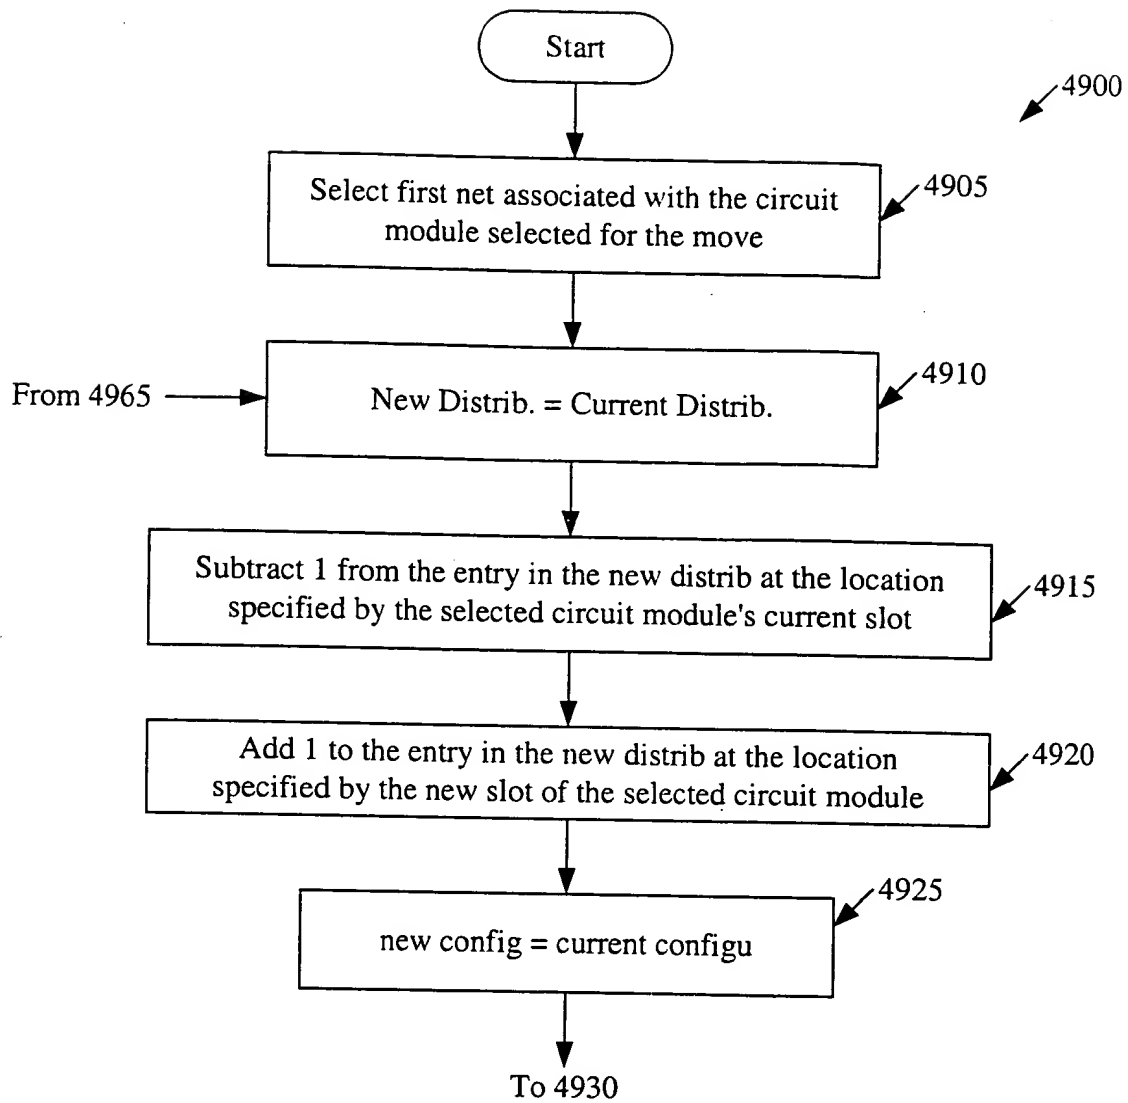 Start
4900
Select first net associated with the circuit
module selected for the move
4905
From 4965
New Distrib. = Current Distrib.
4910
Subtract 1 from the entry in the new distrib at the location
specified by the selected circuit module's current slot
4915
Add 1 to the entry in the new distrib at the location
specified by the new slot of the selected circuit module
4920
new config = current configu
4925
To 4930